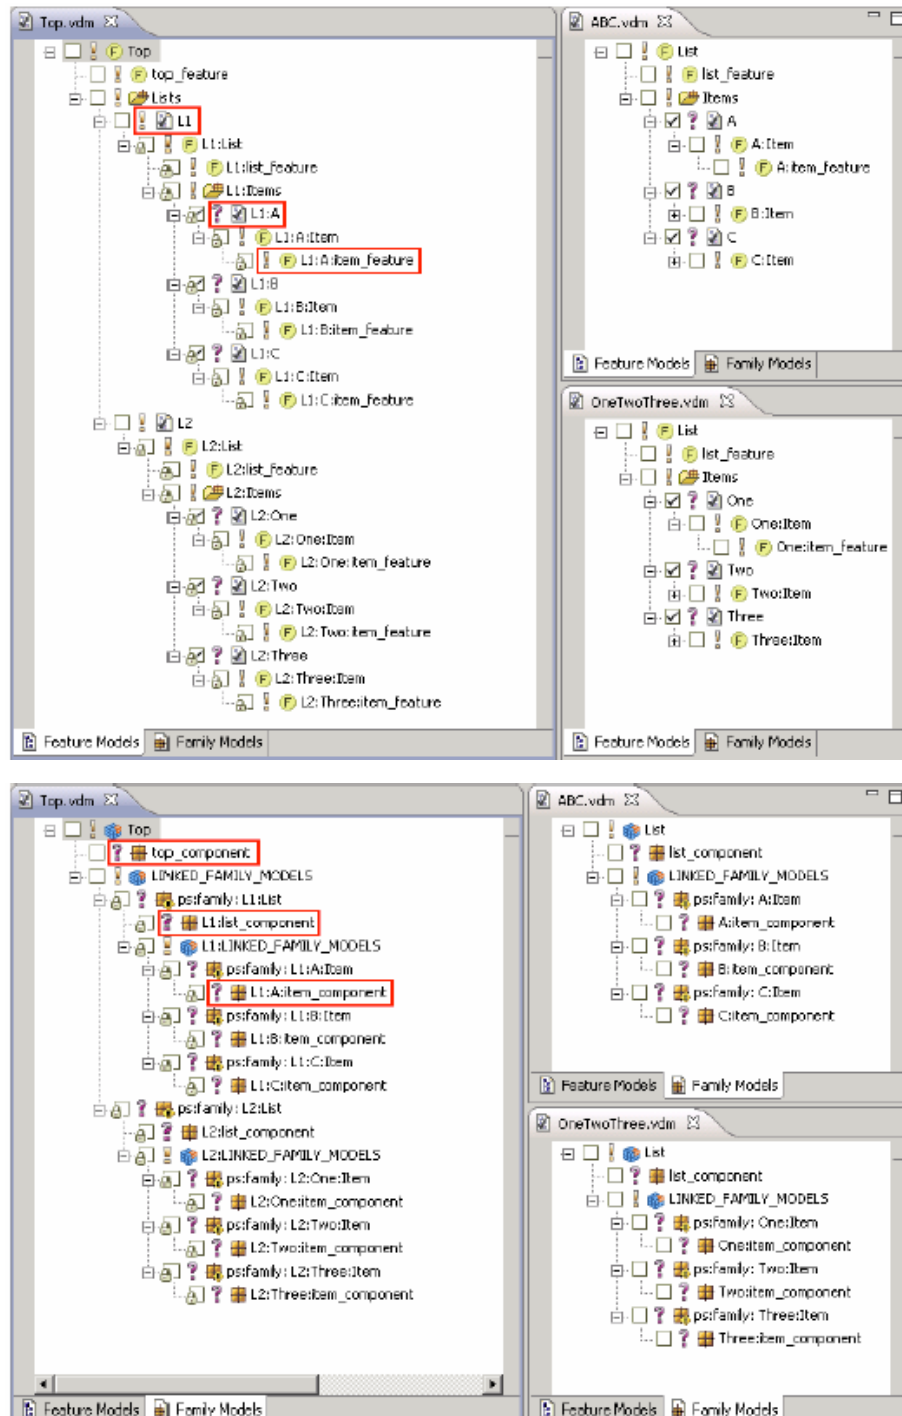 Top.vdm
Top
top_feature
Lists
L1
L1:List
L1:list_feature
L1:Items
L1:A
L1:A:Item
L1:A:item_feature
L1:B
L1:B:Item
L1:B:item_feature
L1:C
L1:C:Item
L1:C:item_feature
L2
L2:List
L2:list_feature
L2:Items
L2:One
L2:One:Item
L2:One:item_feature
L2:Two
L2:Two:Item
L2:Two:item_feature
L2:Three
L2:Three:Item
L2:Three:item_feature
Feature Models Family Models
ABC.vdm
List
list_feature
Items
A
A:Item
A:item_feature
B
B:Item
C
C:Item
Feature Models Family Models
OneTwoThree.vdm
List
list_feature
Items
One
One:Item
One:item_feature
Two
Two:Item
Three
Three:Item
Feature Models Family Models
Top.vdm
Top
top_component
LINKED_FAMILY_MODELS
ps:family: L1:List
L1:list_component
L1:LINKED_FAMILY_MODELS
ps:family: L1:A:Item
L1:A:item_component
ps:family: L1:B:Item
L1:B:item_component
ps:family: L1:C:Item
L1:C:item_component
ps:family: L2:List
L2:list_component
L2:LINKED_FAMILY_MODELS
ps:family: L2:One:Item
L2:One:item_component
ps:family: L2:Two:Item
L2:Two:item_component
ps:family: L2:Three:Item
L2:Three:item_component
Feature Models Family Models
ABC.vdm
List
list_component
LINKED_FAMILY_MODELS
ps:family: A:Item
A:item_component
ps:family: B:Item
B:item_component
ps:family: C:Item
C:item_component
Feature Models Family Models
OneTwoThree.vdm
List
list_component
LINKED_FAMILY_MODELS
ps:family: One:Item
One:item_component
ps:family: Two:Item
Two:item_component
ps:family: Three:Item
Three:item_component
Feature Models Family Models